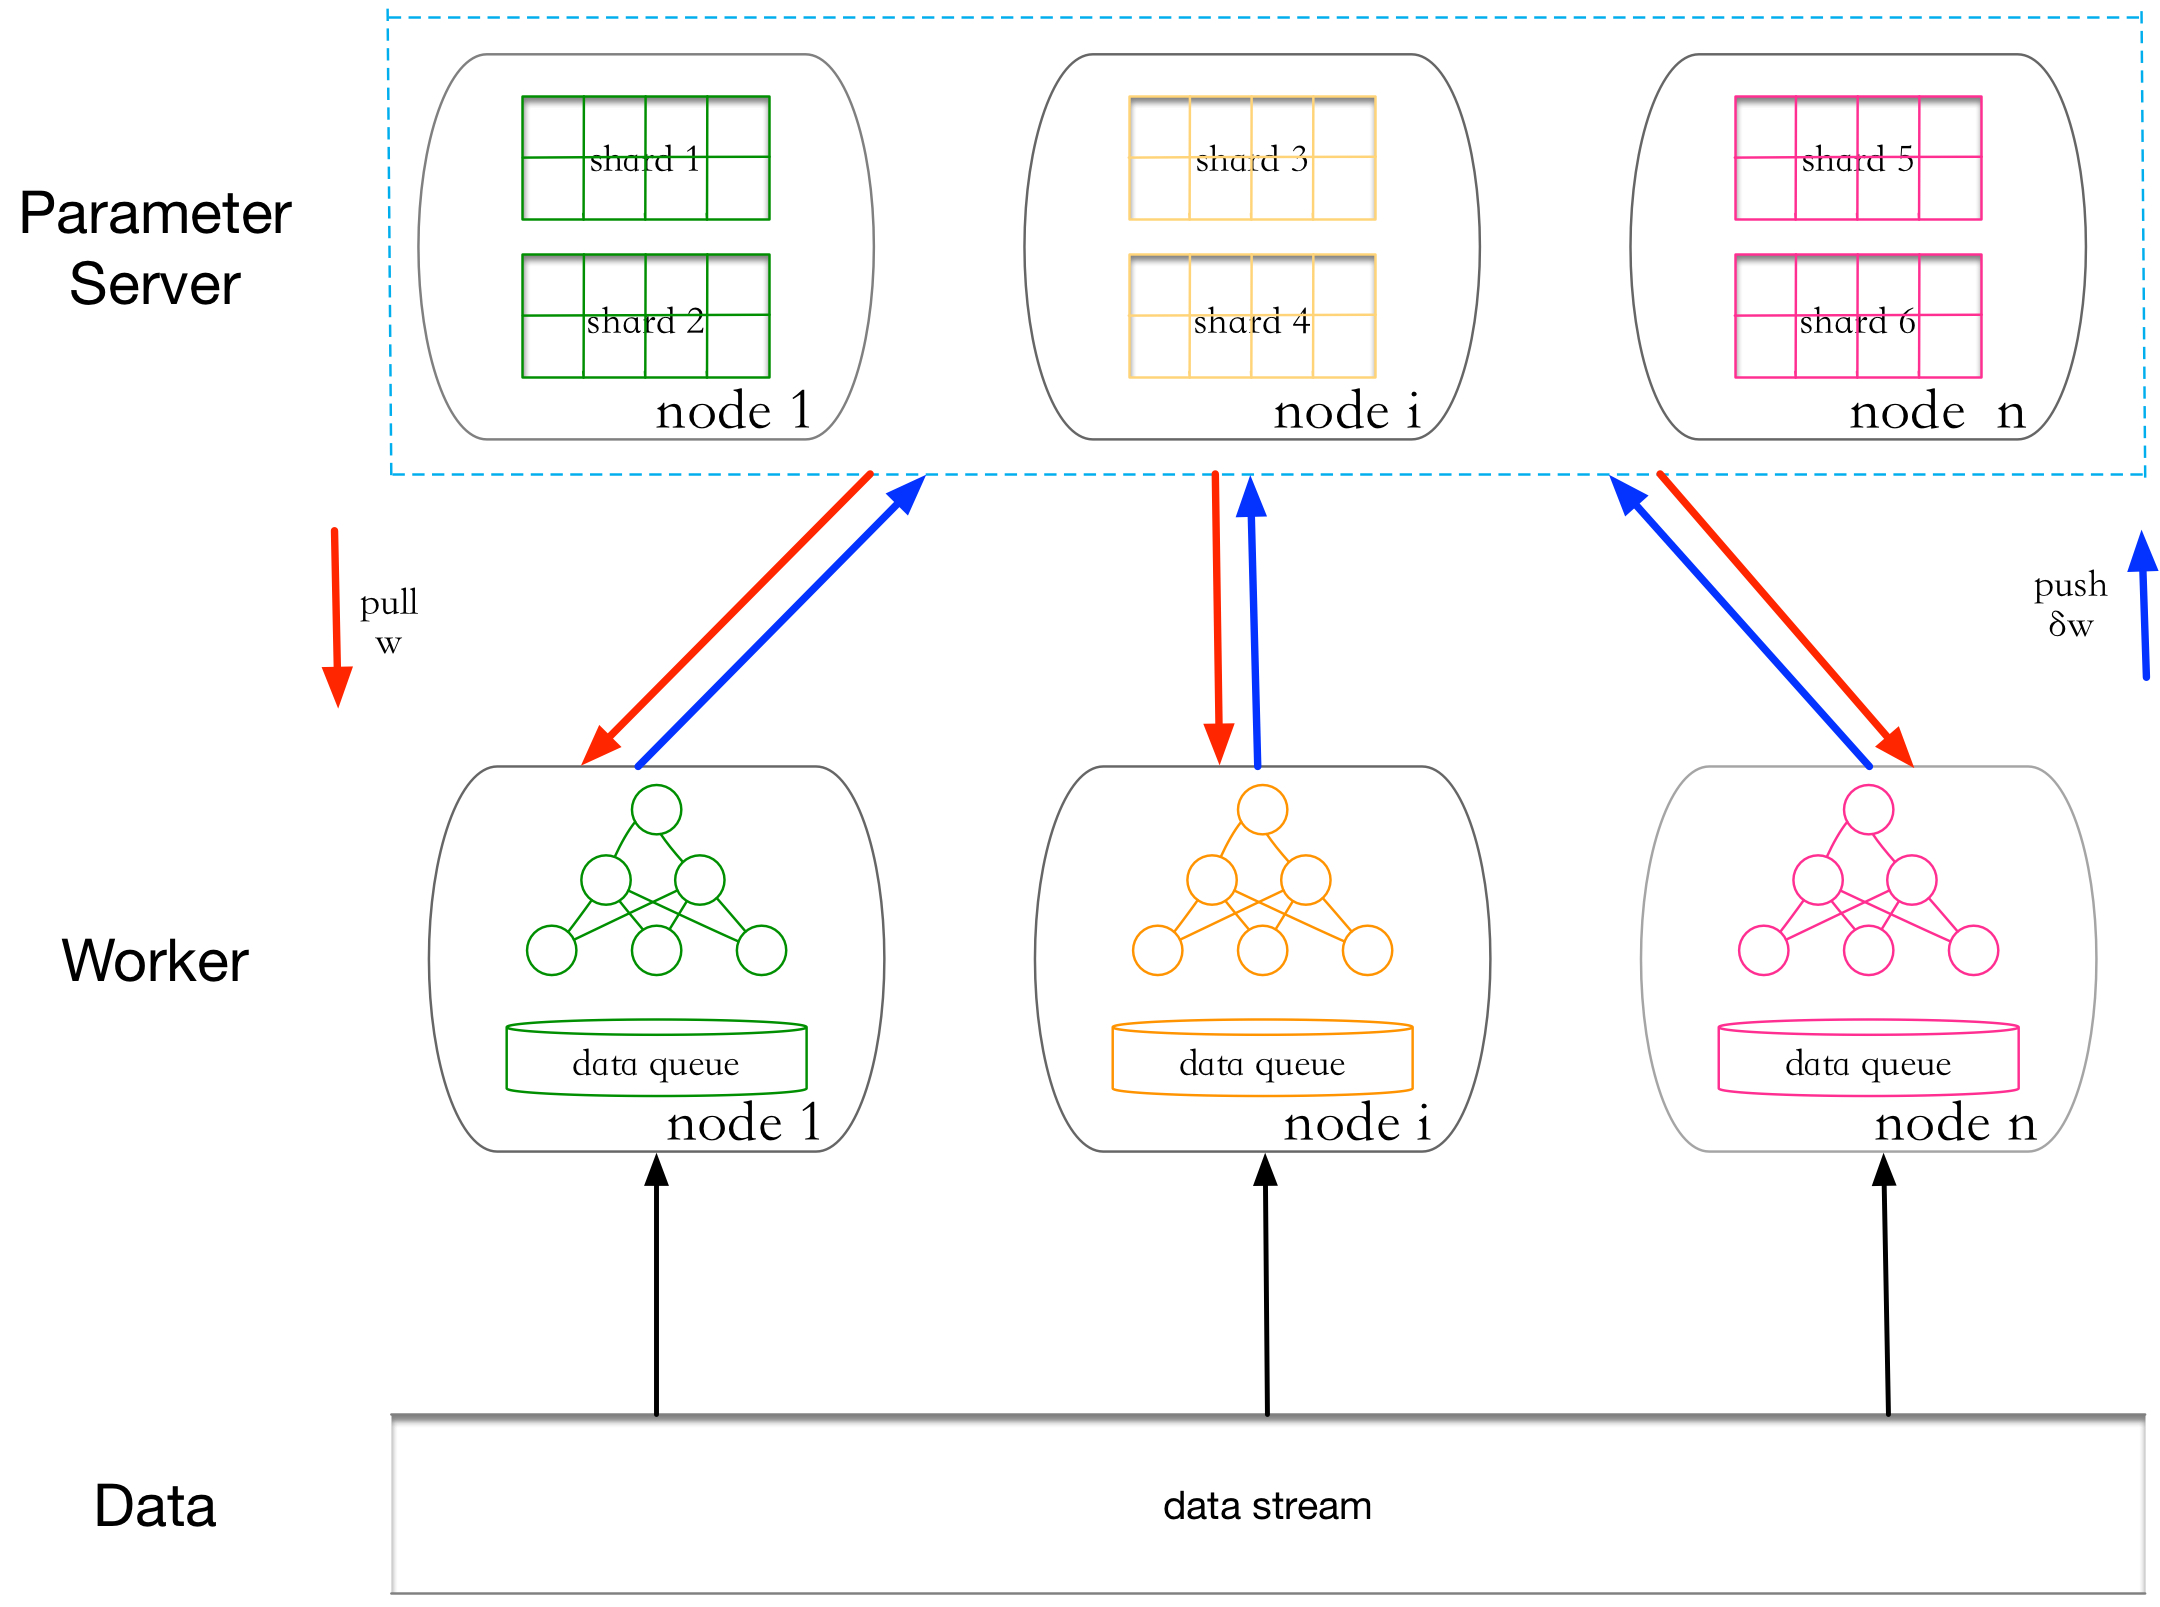 Parameter
Server
shard 1
shard 3
shard 5
shard 2
shard 4
shard 6
node 1
node i
node n
pull
w
push
δw
Worker
data queue
data queue
data queue
node 1
node i
node n
Data
data stream